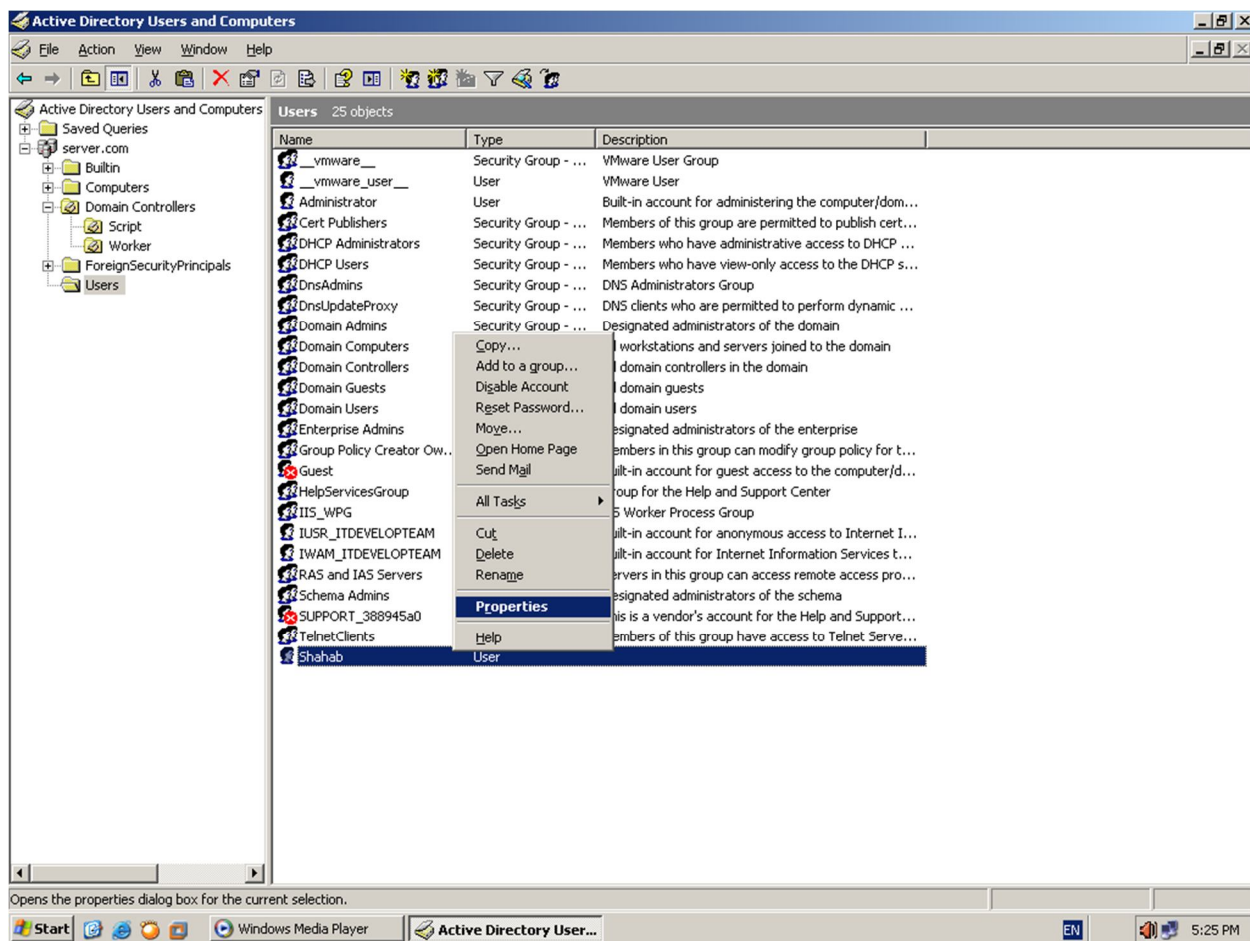 Active Directory Users and Computers
File Action View Window Help
Active Directory Users and Computers
Saved Queries
server.com
Builtin
Computers
Domain Controllers
Script
Worker
ForeignSecurityPrincipals
Users
Users 25 objects
Name Type Description
__vmware__ Security Group - ... VMware User Group
__vmware_user__ User VMware User
Administrator User Built-in account for administering the computer/dom...
Cert Publishers Security Group - ... Members of this group are permitted to publish cert...
DHCP Administrators Security Group - ... Members who have administrative access to DHCP ...
DHCP Users Security Group - ... Members who have view-only access to the DHCP s...
DnsAdmins Security Group - ... DNS Administrators Group
DnsUpdateProxy Security Group - ... DNS clients who are permitted to perform dynamic ...
Domain Admins Security Group - ... Designated administrators of the domain
Domain Computers workstations and servers joined to the domain
Domain Controllers domain controllers in the domain
Domain Guests domain guests
Domain Users domain users
Enterprise Admins esignated administrators of the enterprise
Group Policy Creator Ow... embers in this group can modify group policy for t...
Guest uilt-in account for guest access to the computer/d...
HelpServicesGroup roup for the Help and Support Center
IIS_WPG S Worker Process Group
IUSR_ITDEVELOPTEAM uilt-in account for anonymous access to Internet I...
IWAM_ITDEVELOPTEAM uilt-in account for Internet Information Services t...
RAS and IAS Servers ervers in this group can access remote access pro...
Schema Admins esignated administrators of the schema
SUPPORT_388945a0 his is a vendor's account for the Help and Support...
TelnetClients embers of this group have access to Telnet Serve...
Shahab User
Copy...
Add to a group...
Disable Account
Reset Password...
Move...
Open Home Page
Send Mail
All Tasks
Cut
Delete
Rename
Properties
Help
Opens the properties dialog box for the current selection.
Start Windows Media Player Active Directory User... EN 5:25 PM